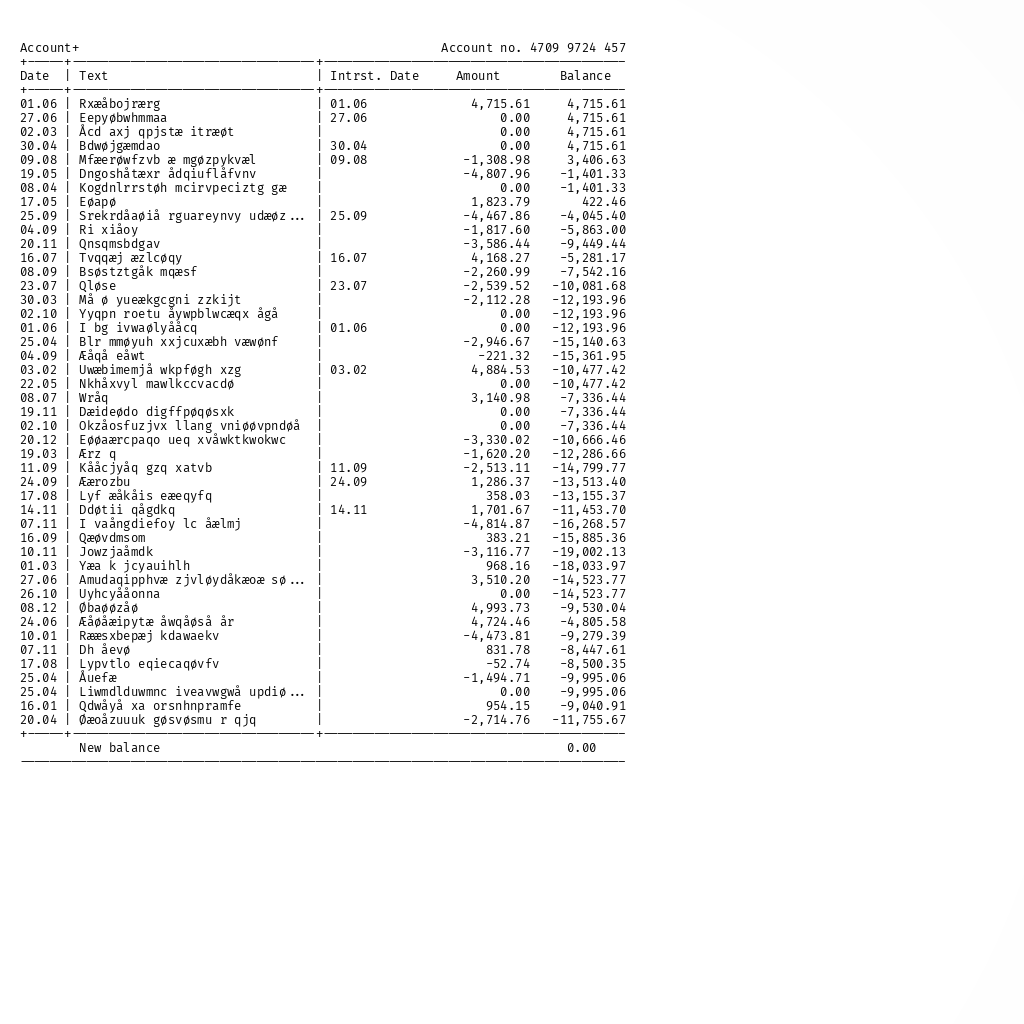 Account+ Account no. 4709 9724 457
Date | Text | Intrst. Date Amount Balance
01.06 | Rxæåbojrærg | 01.06 4,715.61 4,715.61
27.06 | Eepyøbwhmmaa | 27.06 0.00 4,715.61
02.03 | Åcd axj qpjstæ itræøt | 0.00 4,715.61
30.04 | Bdwøjgæmdao | 30.04 0.00 4,715.61
09.08 | Mfæerøwfzvb æ mgøzpykvæl | 09.08 -1,308.98 3,406.63
19.05 | Dngoshåtæxr ådqiuflåfvnv | -4,807.96 -1,401.33
08.04 | Kogdnlrrstøh mcirvpeciztg gæ | 0.00 -1,401.33
17.05 | Eøapø | 1,823.79 422.46
25.09 | Srekrdåaøiå rguareynvy udæøz... | 25.09 -4,467.86 -4,045.40
04.09 | Ri xiåoy | -1,817.60 -5,863.00
20.11 | Qnsqmsbdgav | -3,586.44 -9,449.44
16.07 | Tvqqæj æzlcøqy | 16.07 4,168.27 -5,281.17
08.09 | Bsøstztgåk mqæsf | -2,260.99 -7,542.16
23.07 | Qløse | 23.07 -2,539.52 -10,081.68
30.03 | Må ø yueækgcgni zzkijt | -2,112.28 -12,193.96
02.10 | Yyqpn roetu åywpblwcæqx ågå | 0.00 -12,193.96
01.06 | I bg ivwaølyååcq | 01.06 0.00 -12,193.96
25.04 | Blr mmøyuh xxjcuxæbh væwønf | -2,946.67 -15,140.63
04.09 | Æåqå eåwt | -221.32 -15,361.95
03.02 | Uwæbimemjå wkpføgh xzg | 03.02 4,884.53 -10,477.42
22.05 | Nkhåxvyl mawlkccvacdø | 0.00 -10,477.42
08.07 | Wråq | 3,140.98 -7,336.44
19.11 | Dæideødo digffpøqøsxk | 0.00 -7,336.44
02.10 | Okzåosfuzjvx llang vniøøvpndøå | 0.00 -7,336.44
20.12 | Eøøaærcpaqo ueq xvåwktkwokwc | -3,330.02 -10,666.46
19.03 | Ærz q | -1,620.20 -12,286.66
11.09 | Kååcjyåq gzq xatvb | 11.09 -2,513.11 -14,799.77
24.09 | Æærozbu | 24.09 1,286.37 -13,513.40
17.08 | Lyf æåkåis eæeqyfq | 358.03 -13,155.37
14.11 | Ddøtii qågdkq | 14.11 1,701.67 -11,453.70
07.11 | I vaångdiefoy lc åælmj | -4,814.87 -16,268.57
16.09 | Qæøvdmsom | 383.21 -15,885.36
10.11 | Jowzjaåmdk | -3,116.77 -19,002.13
01.03 | Yæa k jcyauihlh | 968.16 -18,033.97
27.06 | Amudaqipphvæ zjvløydåkæoæ sø... | 3,510.20 -14,523.77
26.10 | Uyhcyååonna | 0.00 -14,523.77
08.12 | Øbaøøzåø | 4,993.73 -9,530.04
24.06 | Æåøåæipytæ åwqåøså år | 4,724.46 -4,805.58
10.01 | Rææsxbepæj kdawaekv | -4,473.81 -9,279.39
07.11 | Dh åevø | 831.78 -8,447.61
17.08 | Lypvtlo eqiecaqøvfv | -52.74 -8,500.35
25.04 | Åuefæ | -1,494.71 -9,995.06
25.04 | Liwmdlduwmnc iveavwgwå updiø... | 0.00 -9,995.06
16.01 | Qdwåyå xa orsnhnpramfe | 954.15 -9,040.91
20.04 | Øæoåzuuuk gøsvøsmu r qjq | -2,714.76 -11,755.67
New balance 0.00